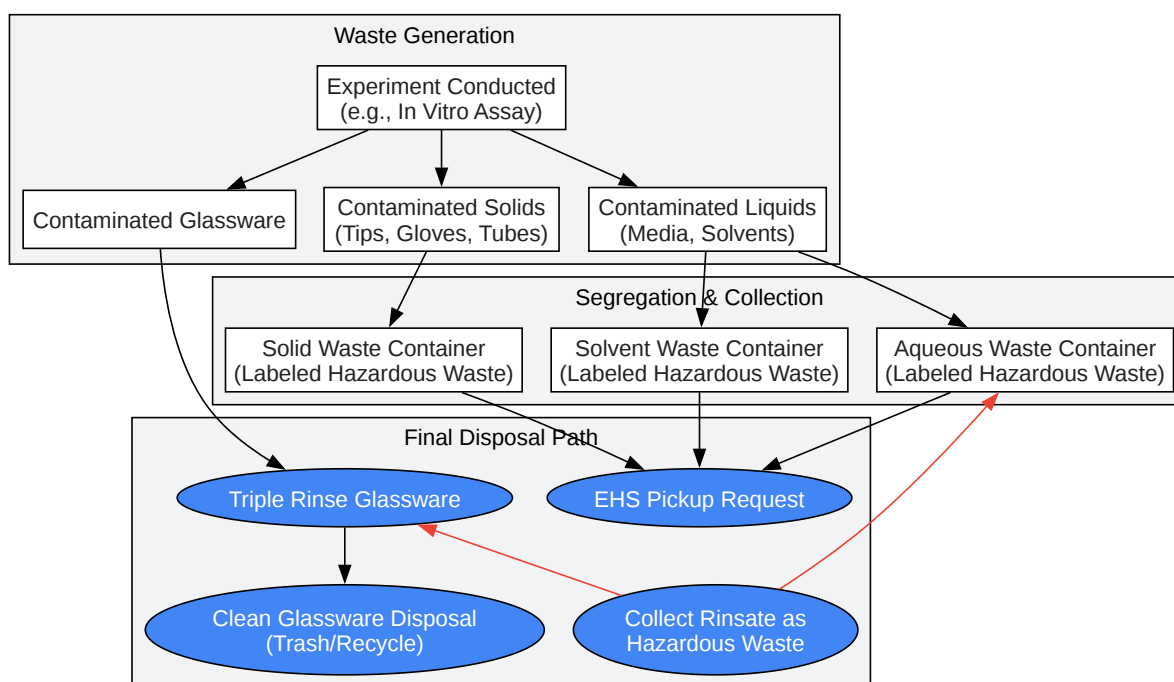 Waste Generation
Experiment Conducted
(e.g., In Vitro Assay)
Contaminated Glassware
Contaminated Solids
(Tips, Gloves, Tubes)
Contaminated Liquids
(Media, Solvents)
Segregation & Collection
Solid Waste Container
(Labeled Hazardous Waste)
Solvent Waste Container
(Labeled Hazardous Waste)
Aqueous Waste Container
(Labeled Hazardous Waste)
Final Disposal Path
Triple Rinse Glassware
EHS Pickup Request
Clean Glassware Disposal
(Trash/Recycle)
Collect Rinsate as
Hazardous Waste